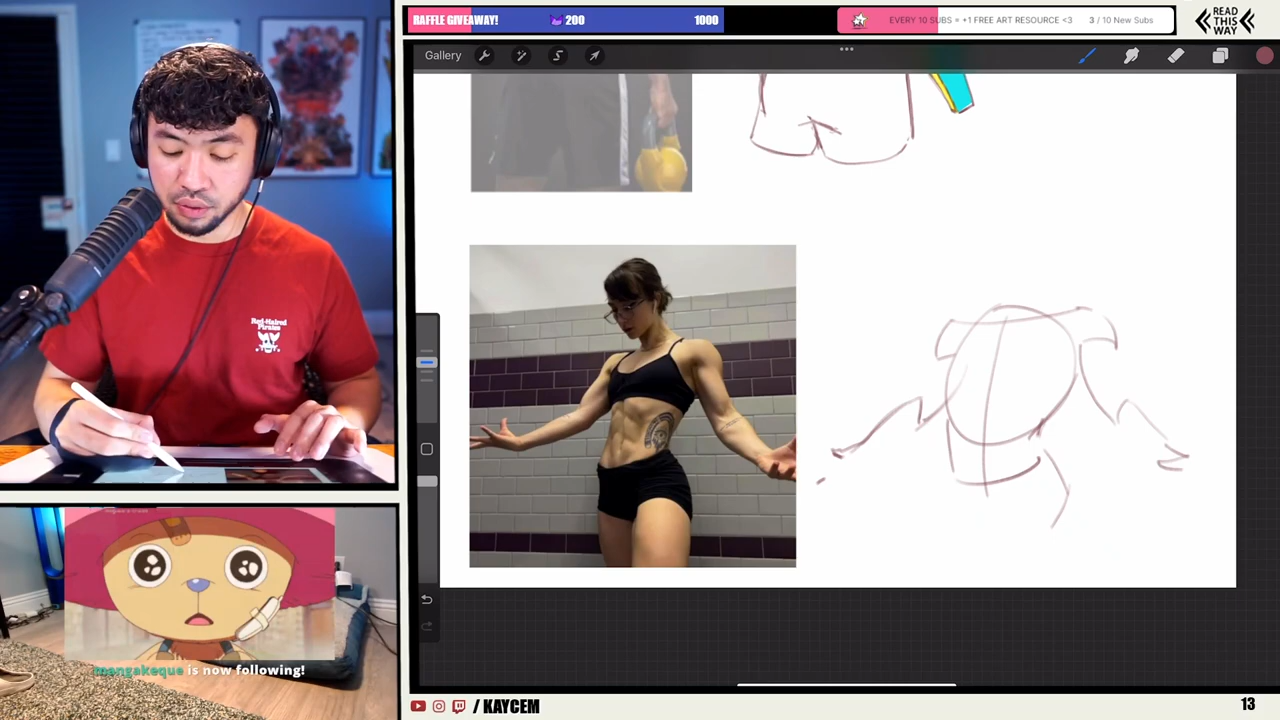 RAFFLE GIVEAWAY!
200
1000
EVERY 10 SUBS = +1 FREE ART RESOURCE <3
3 / 10 New Subs
READ
THIS
WAY
Gallery
Red-Haired
Pirates
mangakeque is now following!
/ KAYCEM
13